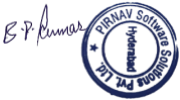 B.P. Kumar
PIRNAV Software Solutions Pvt. Ltd.
Hyderabad